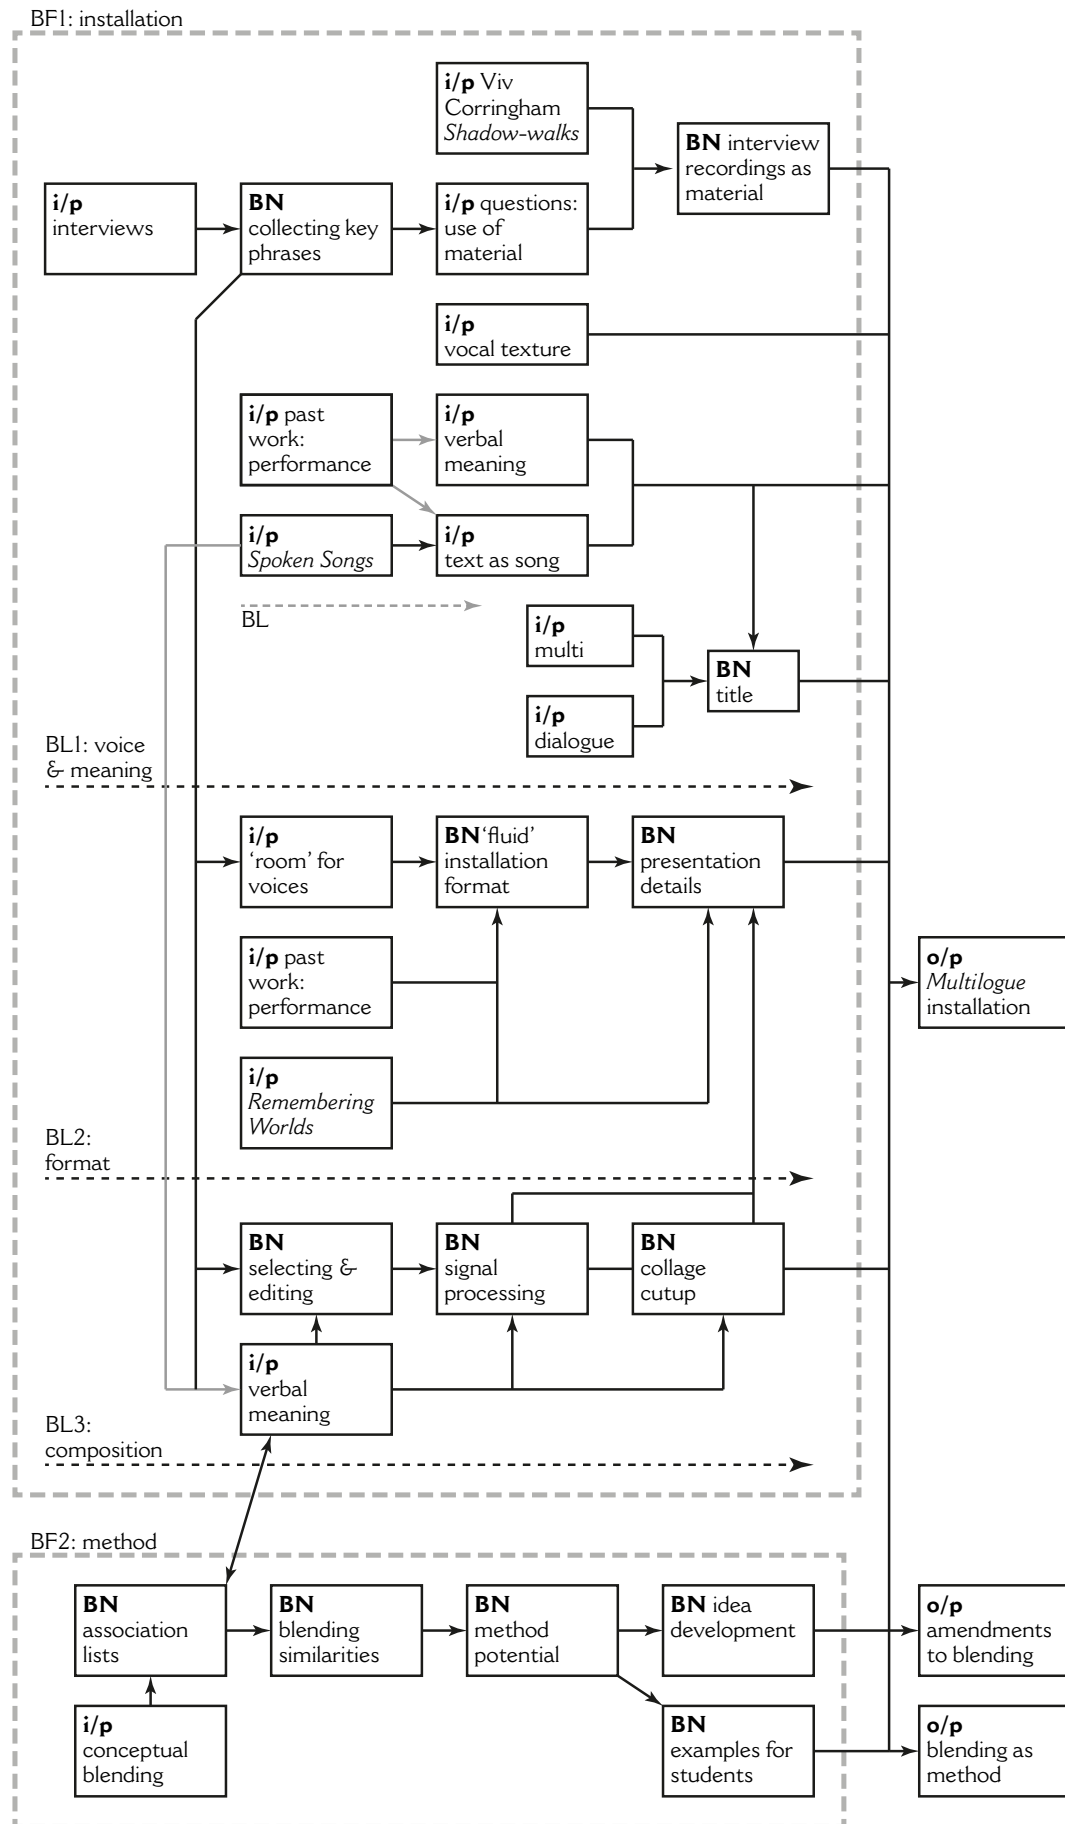 BF1: installation
i/p Viv
Corringham
Shadow-walks
BN interview
recordings as
material
i/p
interviews
BN
collecting key
phrases
i/p questions:
use of
material
i/p
vocal texture
i/p past
work:
performance
i/p
verbal
meaning
i/p
Spoken Songs
i/p
text as song
BL
i/p
multi
BN
title
i/p
dialogue
BL1: voice
& meaning
i/p
'room' for
voices
BN 'fluid'
installation
format
BN
presentation
details
i/p past
work:
performance
o/p
Multilogue
installation
i/p
Remembering
Worlds
BL2:
format
BN
selecting &
editing
BN
signal
processing
BN
collage
cutup
i/p
verbal
meaning
BL3:
composition
BF2: method
BN
association
lists
BN
blending
similarities
BN
method
potential
BN idea
development
o/p
amendments
to blending
i/p
conceptual
blending
BN
examples for
students
o/p
blending as
method